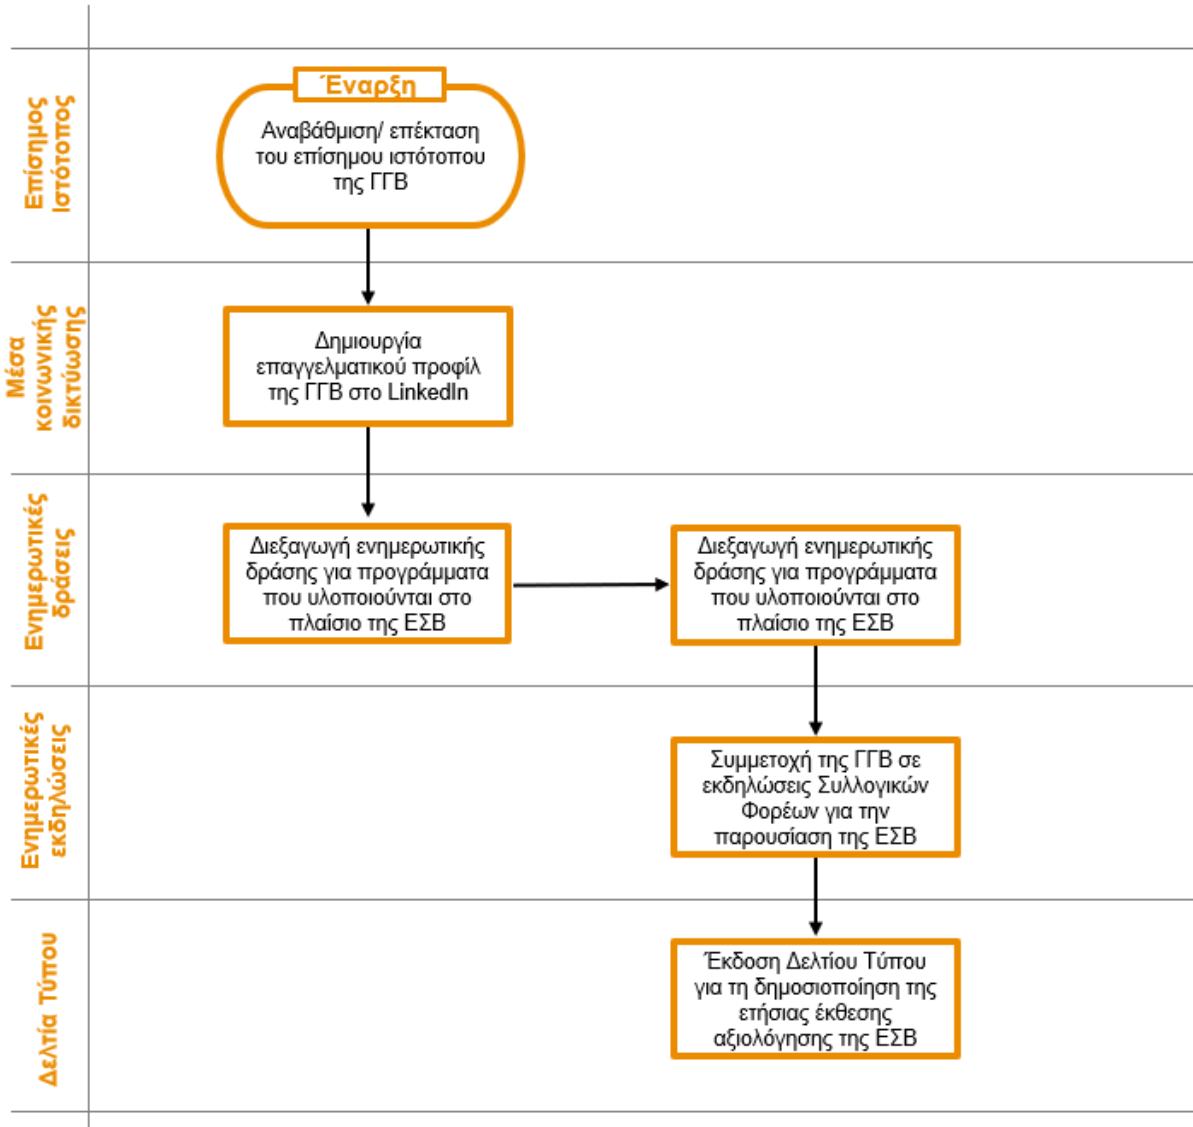 Επίσημος
Ιστότοπος
Έναρξη
Αναβάθμιση/ επέκταση
του επίσημου ιστότοπου
της ΓΓΒ
Μέσα
κοινωνικής
δικτύωσης
Δημιουργία
επαγγελματικού προφίλ
της ΓΓΒ στο LinkedIn
Ενημερωτικές
δράσεις
Διεξαγωγή ενημερωτικής
δράσης για προγράμματα
που υλοποιούνται στο
πλαίσιο της ΕΣΒ
Διεξαγωγή ενημερωτικής
δράσης για προγράμματα
που υλοποιούνται στο
πλαίσιο της ΕΣΒ
Ενημερωτικές
εκδηλώσεις
Συμμετοχή της ΓΓΒ σε
εκδηλώσεις Συλλογικών
Φορέων για την
παρουσίαση της ΕΣΒ
Δελτία Τύπου
Έκδοση Δελτίου Τύπου
για τη δημοσιοποίηση της
ετήσιας έκθεσης
αξιολόγησης της ΕΣΒ